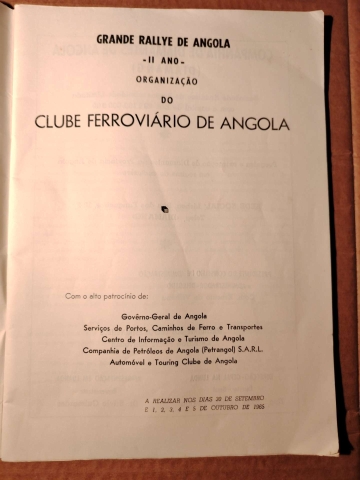 GRANDE RALLYE DE ANGOLA
- II ANO -
ORGANIZAÇÃO
DO
CLUBE FERROVIÁRIO DE ANGOLA
Com o alto patrocínio de:
Govêrno-Geral de Angola
Serviços de Portos, Caminhos de Ferro e Transportes
Centro de Informação e Turismo de Angola
Companhia de Petróleos de Angola (Petrangol) S.A.R.L.
Automóvel e Touring Clube de Angola
A REALIZAR NOS DIAS 30 DE SETEMBRO
E 1, 2, 3, 4 E 5 DE OUTUBRO DE 1965